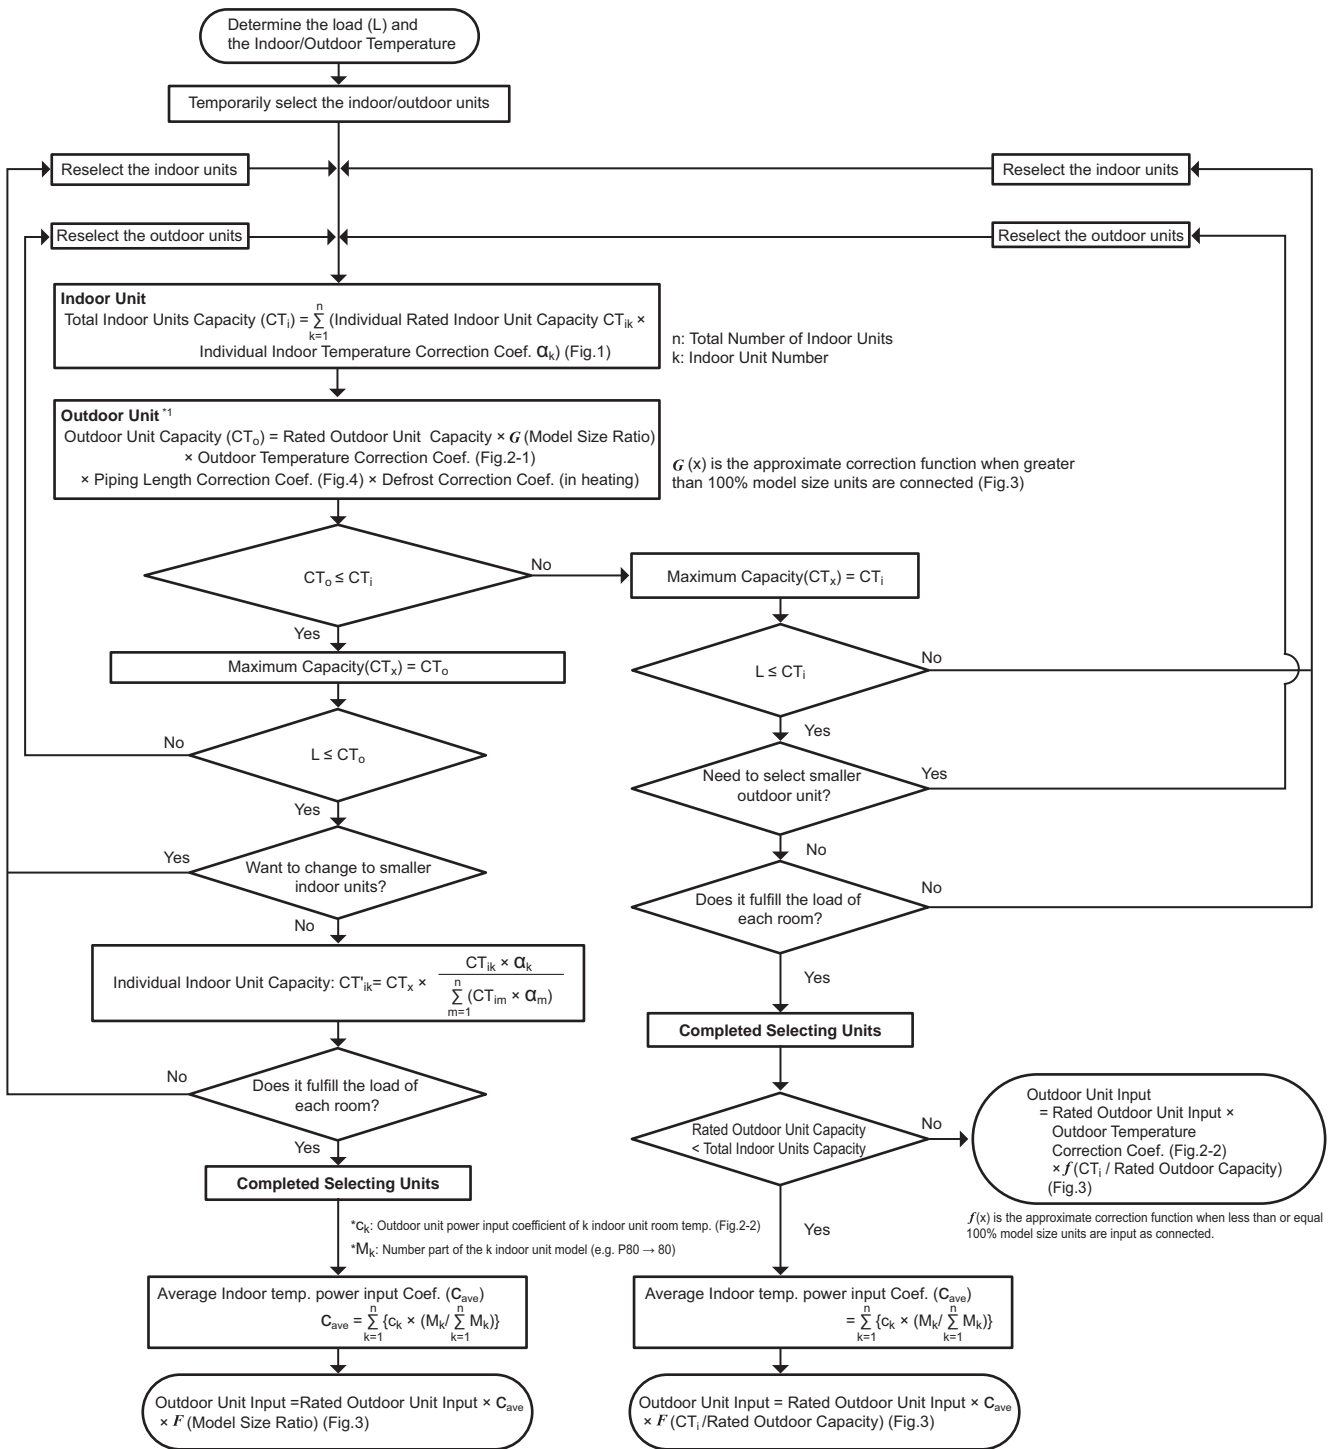 Determine the load (L) and
the Indoor/Outdoor Temperature
Temporarily select the indoor/outdoor units
Reselect the indoor units
Reselect the indoor units
Reselect the outdoor units
Reselect the outdoor units
Indoor Unit
Total Indoor Units Capacity (CTi) = n∑k=1 (Individual Rated Indoor Unit Capacity CTik ×
Individual Indoor Temperature Correction Coef. αk) (Fig.1)
n: Total Number of Indoor Units
k: Indoor Unit Number
Outdoor Unit *1
Outdoor Unit Capacity (CTo) = Rated Outdoor Unit Capacity × G (Model Size Ratio)
× Outdoor Temperature Correction Coef. (Fig.2-1)
× Piping Length Correction Coef. (Fig.4) × Defrost Correction Coef. (in heating)
G (x) is the approximate correction function when greater
than 100% model size units are connected (Fig.3)
CTo ≤ CTi
No
Maximum Capacity(CTx) = CTi
Yes
Maximum Capacity(CTx) = CTo
L ≤ CTi
No
Yes
L ≤ CTo
No
Yes
Need to select smaller
outdoor unit?
Yes
No
Want to change to smaller
indoor units?
Yes
No
Does it fulfill the load of
each room?
No
Yes
Individual Indoor Unit Capacity: CT'ik= CTx × CTik × αk / n∑m=1 (CTim × αm)
Completed Selecting Units
Does it fulfill the load of
each room?
No
Yes
Rated Outdoor Unit Capacity
< Total Indoor Units Capacity
No
Yes
Outdoor Unit Input
= Rated Outdoor Unit Input ×
Outdoor Temperature
Correction Coef. (Fig.2-2)
× f (CTi / Rated Outdoor Capacity)
(Fig.3)
f (x) is the approximate correction function when less than or equal
100% model size units are input as connected.
Completed Selecting Units
*ck: Outdoor unit power input coefficient of k indoor unit room temp. (Fig.2-2)
*Mk: Number part of the k indoor unit model (e.g. P80 → 80)
Average Indoor temp. power input Coef. (Cave)
Cave = n∑k=1 {ck × (Mk/ n∑k=1 Mk)}
Average Indoor temp. power input Coef. (Cave)
= n∑k=1 {ck × (Mk/ n∑k=1 Mk)}
Outdoor Unit Input =Rated Outdoor Unit Input × Cave
× F (Model Size Ratio) (Fig.3)
Outdoor Unit Input = Rated Outdoor Unit Input × Cave
× F (CTi /Rated Outdoor Capacity) (Fig.3)